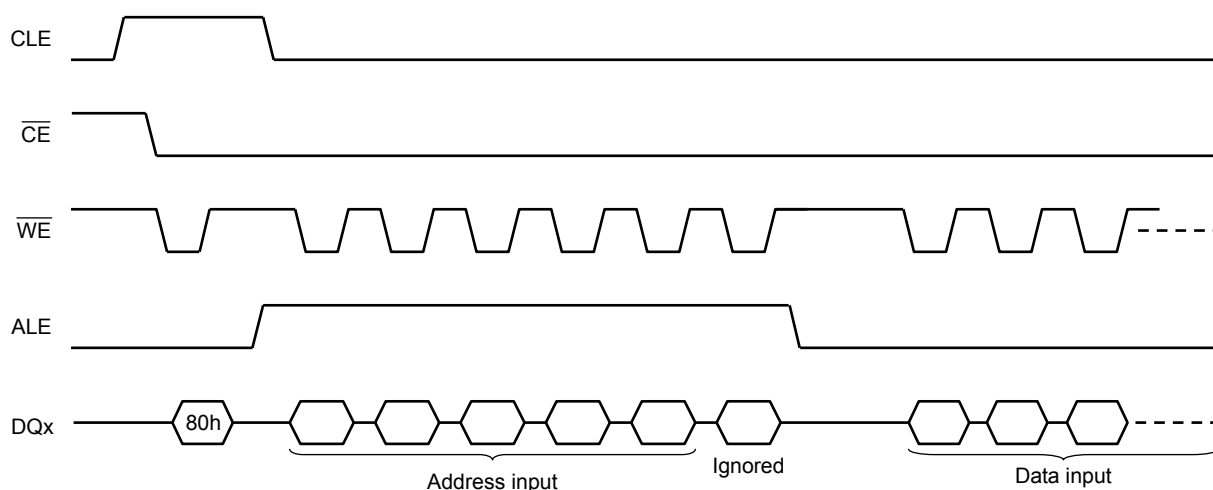 CLE
CE
WE
ALE
DQx
80h
Address input
Ignored
Data input